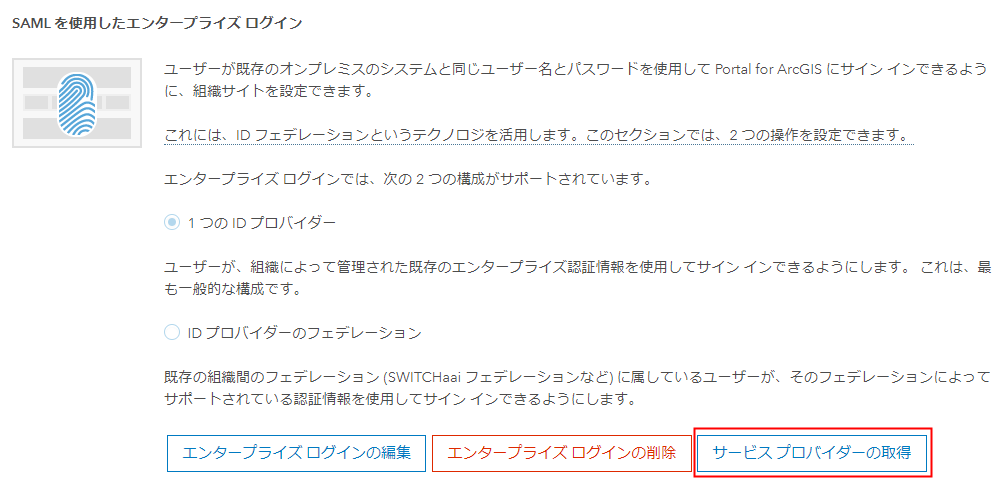 SAML を使用したエンタープライズ ログイン
ユーザーが既存のオンプレミスのシステムと同じユーザー名とパスワードを使用して Portal for ArcGIS にサイン インできるよう
に、組織サイトを設定できます。
これには、ID フェデレーションというテクノロジを活用します。このセクションでは、2 つの操作を設定できます。
エンタープライズ ログインでは、次の 2 つの構成がサポートされています。
1 つの ID プロバイダー
ユーザーが、組織によって管理された既存のエンタープライズ認証情報を使用してサイン インできるようにします。 これは、最
も一般的な構成です。
ID プロバイダーのフェデレーション
既存の組織間のフェデレーション (SWITCHaai フェデレーションなど) に属しているユーザーが、そのフェデレーションによって
サポートされている認証情報を使用してサイン インできるようにします。
エンタープライズ ログインの編集 エンタープライズ ログインの削除 サービス プロバイダーの取得